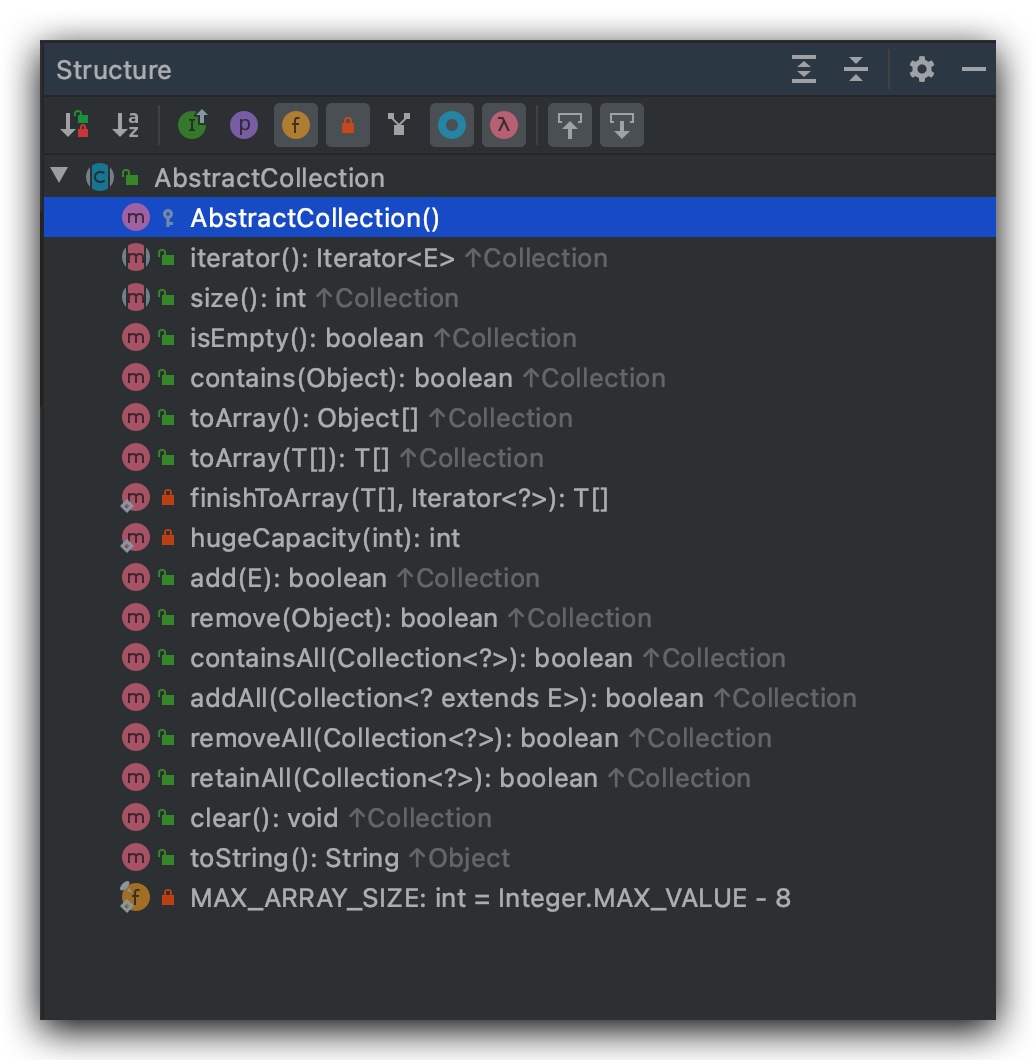 Structure
AbstractCollection
AbstractCollection()
iterator(): Iterator<E> ↑Collection
size(): int ↑Collection
isEmpty(): boolean ↑Collection
contains(Object): boolean ↑Collection
toArray(): Object[] ↑Collection
toArray(T[]): T[] ↑Collection
finishToArray(T[], Iterator<?>): T[]
hugeCapacity(int): int
add(E): boolean ↑Collection
remove(Object): boolean ↑Collection
containsAll(Collection<?>): boolean ↑Collection
addAll(Collection<? extends E>): boolean ↑Collection
removeAll(Collection<?>): boolean ↑Collection
retainAll(Collection<?>): boolean ↑Collection
clear(): void ↑Collection
toString(): String ↑Object
MAX_ARRAY_SIZE: int = Integer.MAX_VALUE - 8